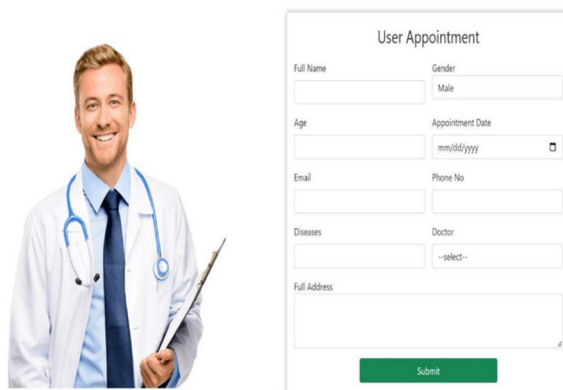 User Appointment
Full Name Gender
Male
Age Appointment Date
mm/dd/yyyy
Email Phone No
Diseases Doctor
--select--
Full Address
Submit